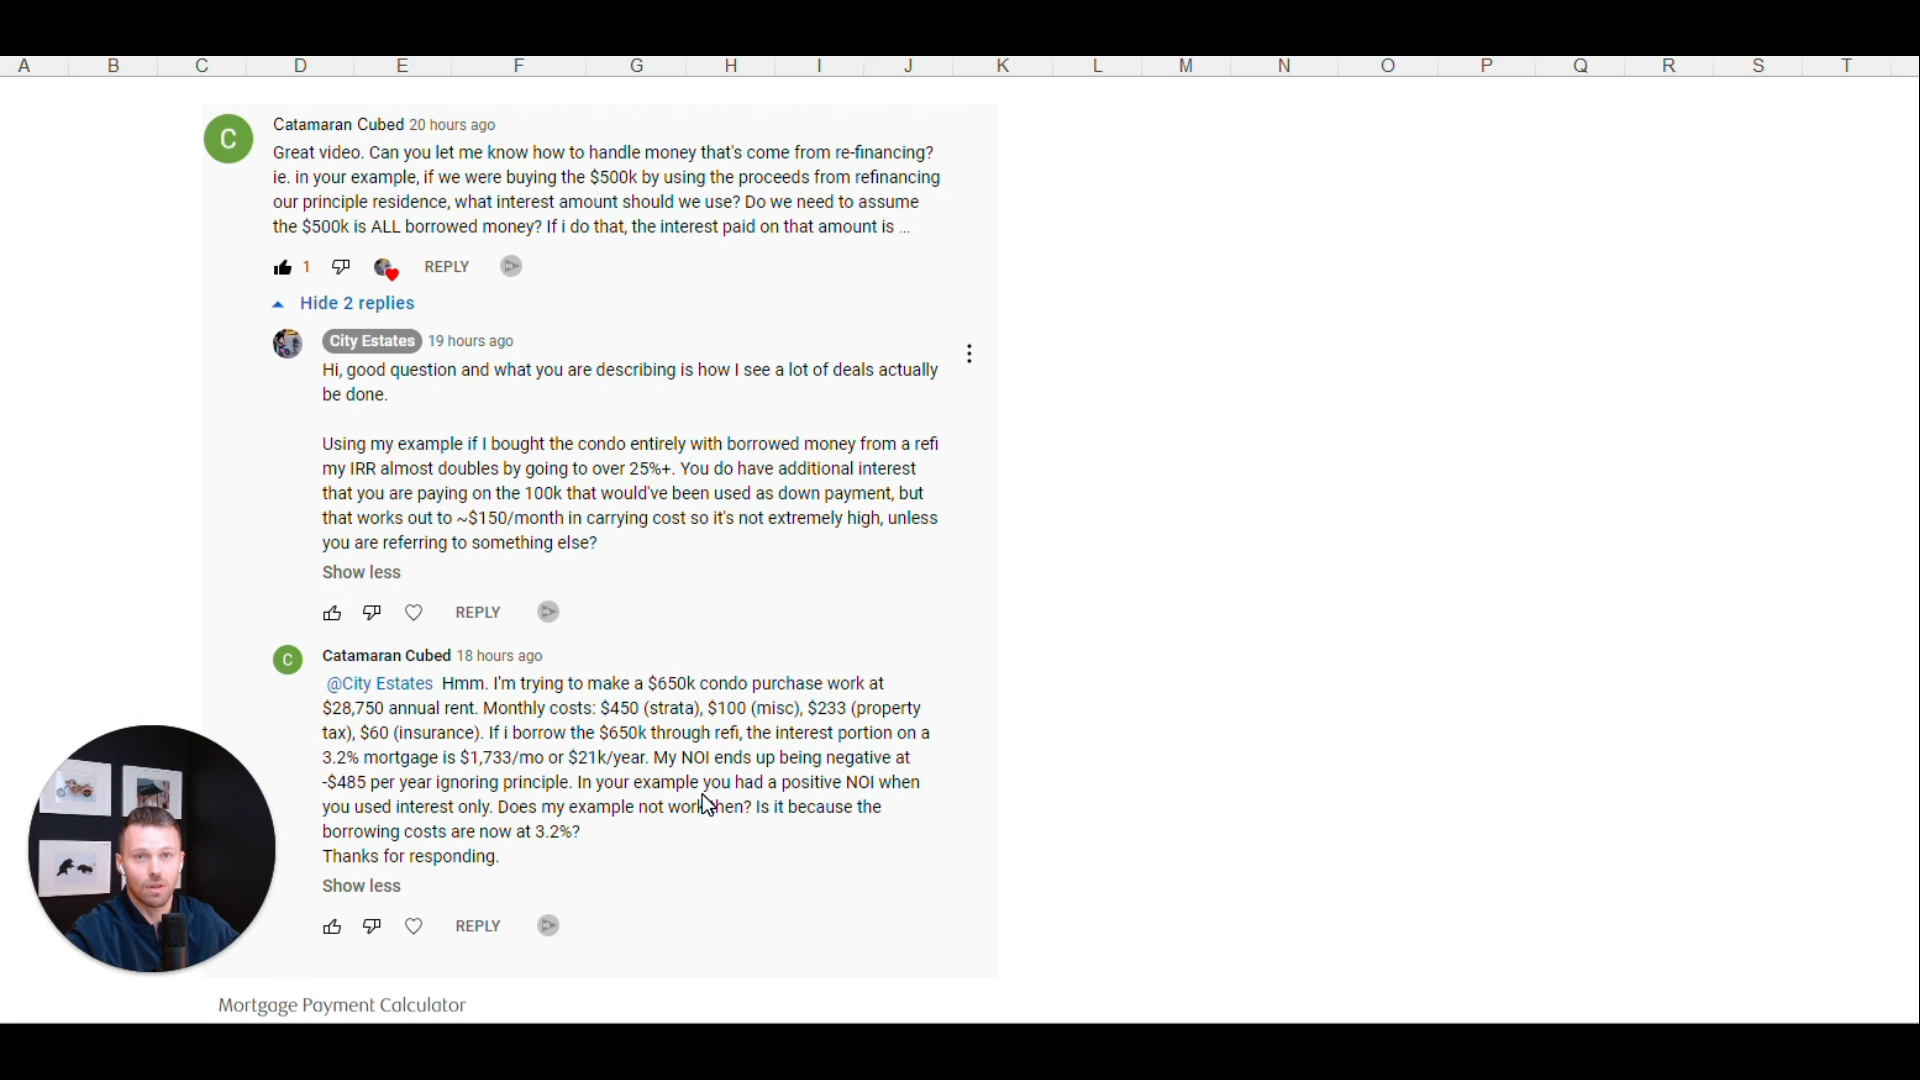 A B C D E F G H I J K L M N O P Q R S T
C
Catamaran Cubed 20 hours ago
Great video. Can you let me know how to handle money that's come from re-financing?
ie. in your example, if we were buying the $500k by using the proceeds from refinancing
our principle residence, what interest amount should we use? Do we need to assume
the $500k is ALL borrowed money? If i do that, the interest paid on that amount is ...
1 REPLY
Hide 2 replies
City Estates 19 hours ago
Hi, good question and what you are describing is how I see a lot of deals actually
be done.
Using my example if I bought the condo entirely with borrowed money from a refi
my IRR almost doubles by going to over 25%+. You do have additional interest
that you are paying on the 100k that would've been used as down payment, but
that works out to ~$150/month in carrying cost so it's not extremely high, unless
you are referring to something else?
Show less
REPLY
C
Catamaran Cubed 18 hours ago
@City Estates Hmm. I'm trying to make a $650k condo purchase work at
$28,750 annual rent. Monthly costs: $450 (strata), $100 (misc), $233 (property
tax), $60 (insurance). If i borrow the $650k through refi, the interest portion on a
3.2% mortgage is $1,733/mo or $21k/year. My NOI ends up being negative at
-$485 per year ignoring principle. In your example you had a positive NOI when
you used interest only. Does my example not work then? Is it because the
borrowing costs are now at 3.2%?
Thanks for responding.
Show less
REPLY
Mortgage Payment Calculator